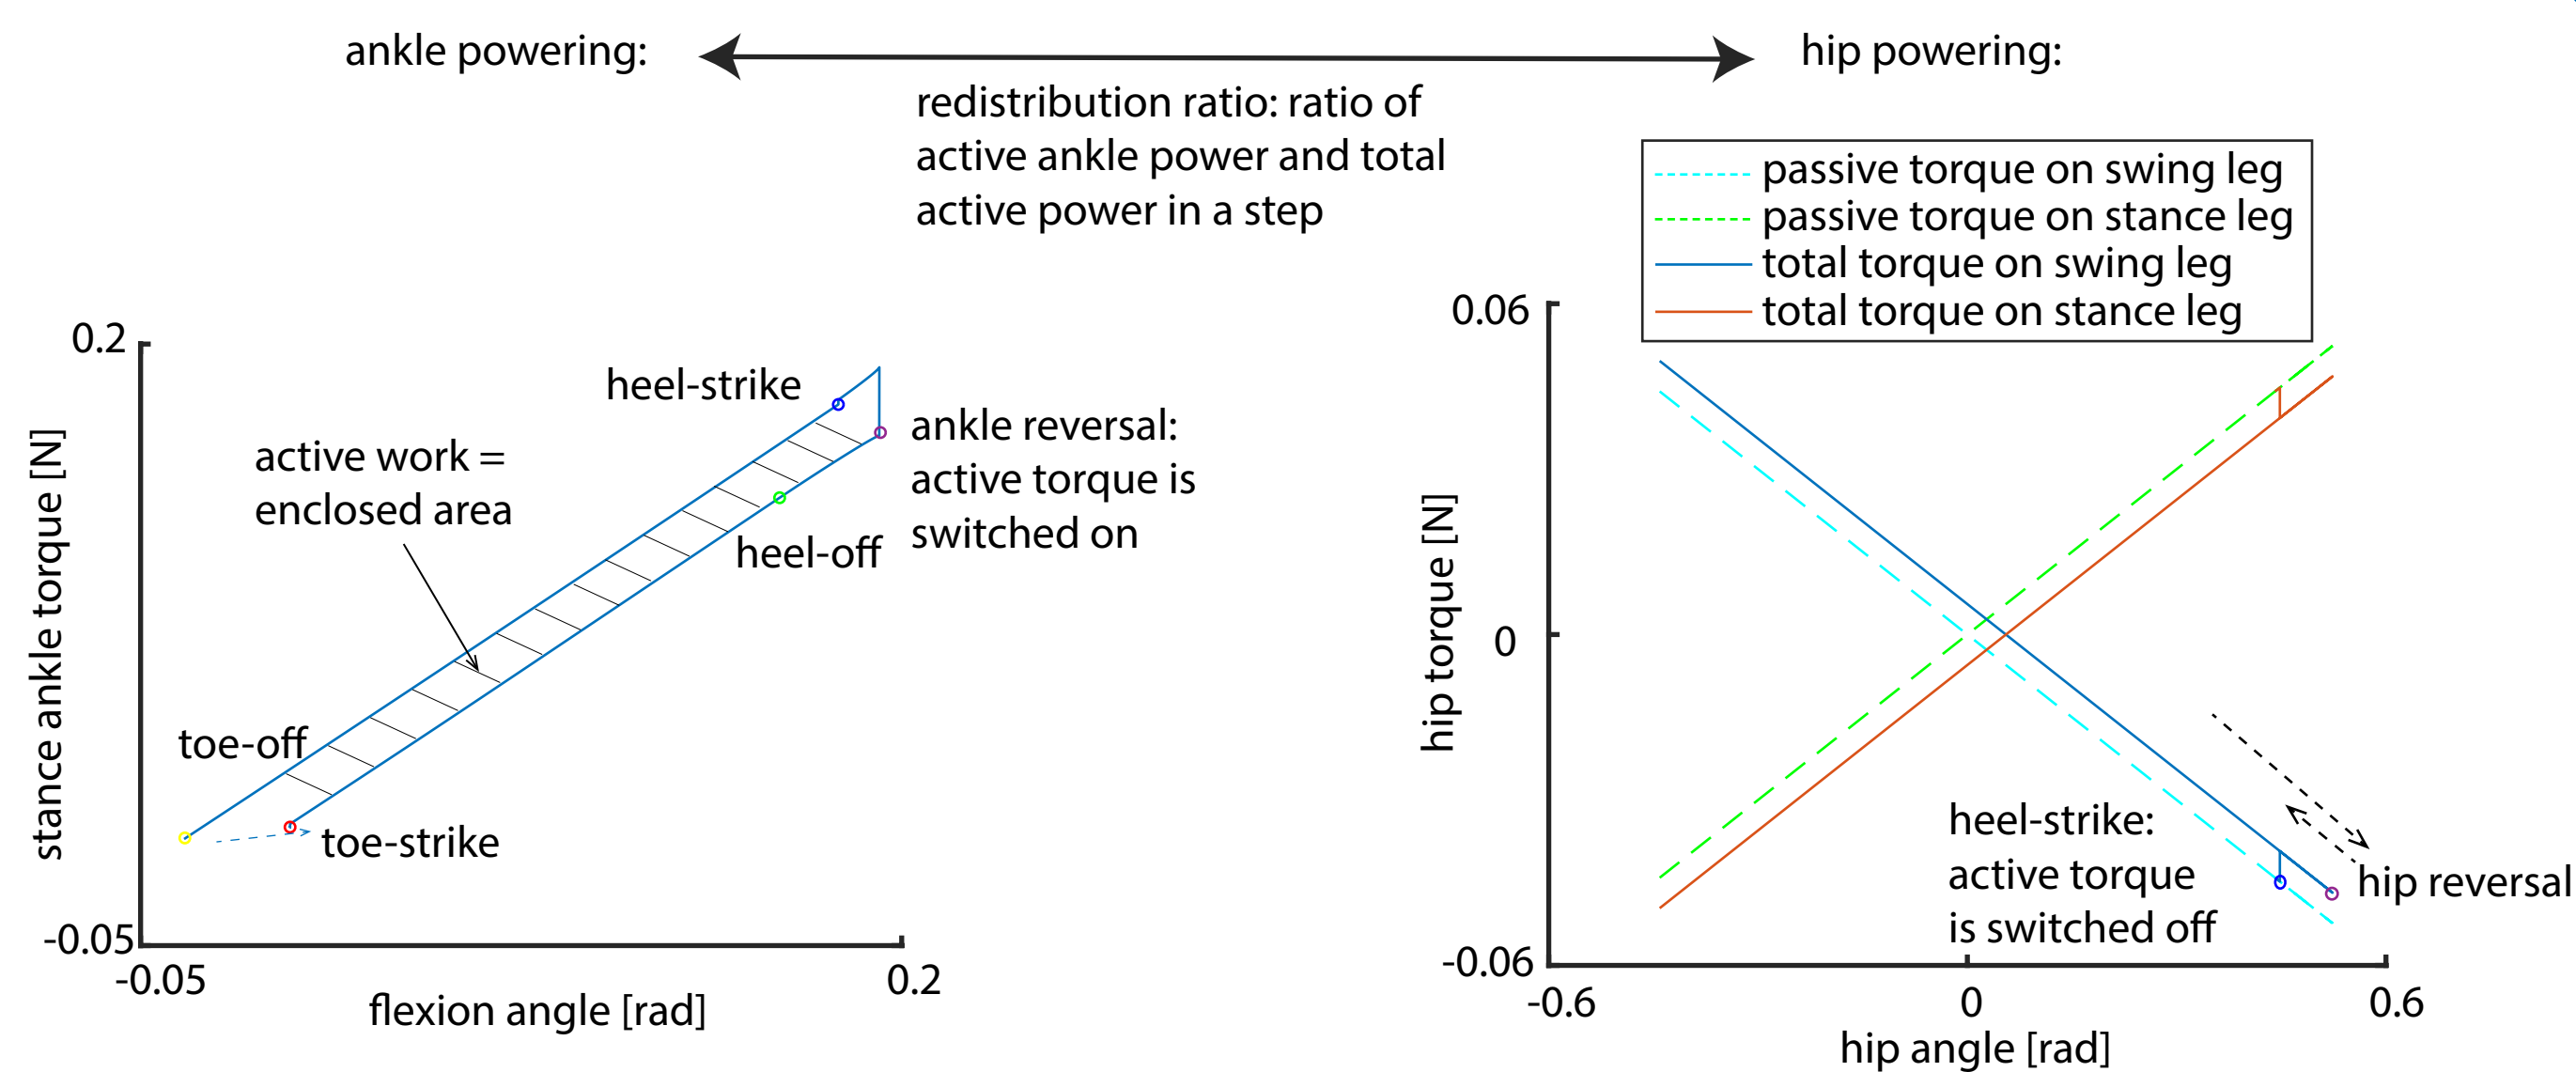 ankle powering:
hip powering:
redistribution ratio: ratio of
active ankle power and total
active power in a step
passive torque on swing leg
passive torque on stance leg
total torque on swing leg
total torque on stance leg
0.2
heel-strike
active work =
enclosed area
ankle reversal:
active torque is
switched on
heel-off
toe-off
toe-strike
stance ankle torque [N]
-0.05
-0.05
0.2
flexion angle [rad]
0.06
0
-0.06
hip torque [N]
heel-strike:
active torque
is switched off
hip reversal
-0.6
0
0.6
hip angle [rad]